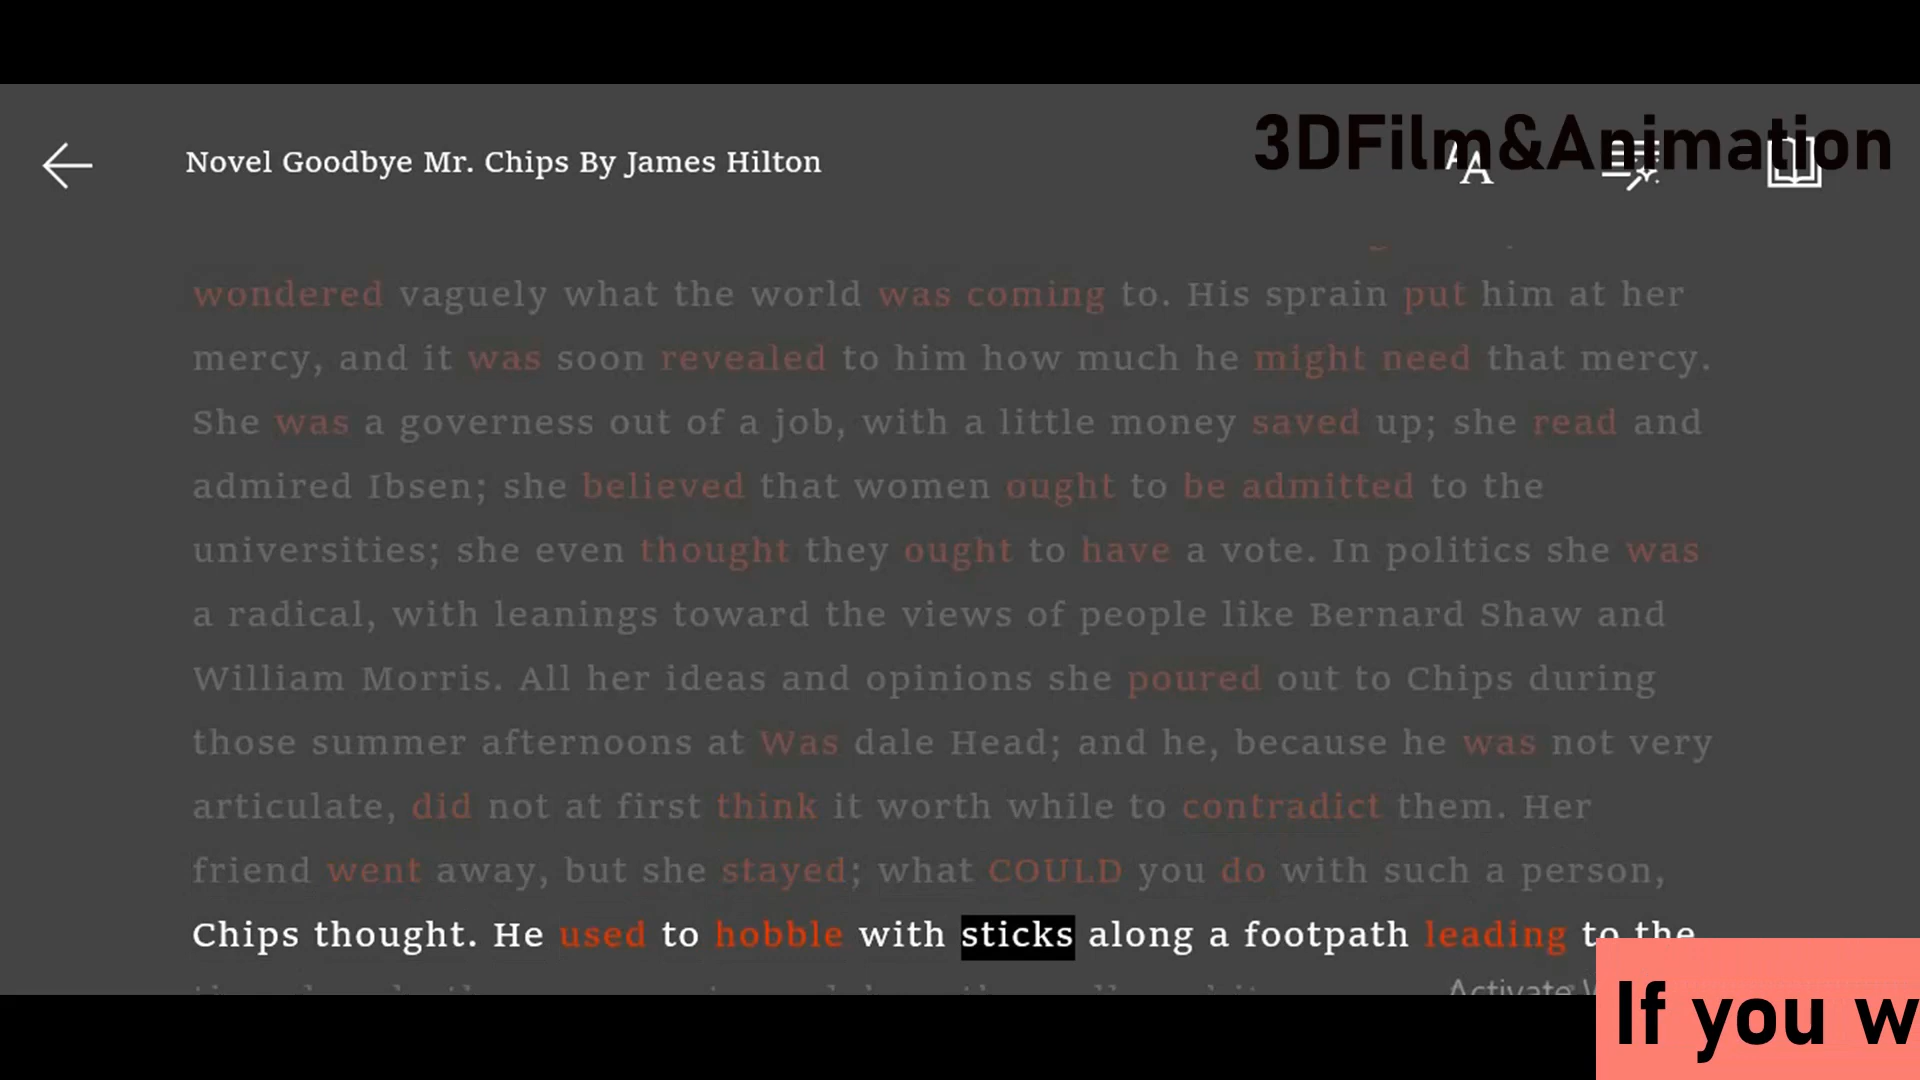 3DFilm&Animation
Novel Goodbye Mr. Chips By James Hilton
AA
wondered vaguely what the world was coming to. His sprain put him at her
mercy, and it was soon revealed to him how much he might need that mercy.
She was a governess out of a job, with a little money saved up; she read and
admired Ibsen; she believed that women ought to be admitted to the
universities; she even thought they ought to have a vote. In politics she was
a radical, with leanings toward the views of people like Bernard Shaw and
William Morris. All her ideas and opinions she poured out to Chips during
those summer afternoons at Was dale Head; and he, because he was not very
articulate, did not at first think it worth while to contradict them. Her
friend went away, but she stayed; what COULD you do with such a person,
Chips thought. He used to hobble with sticks along a footpath leading to the
Activate
If you w